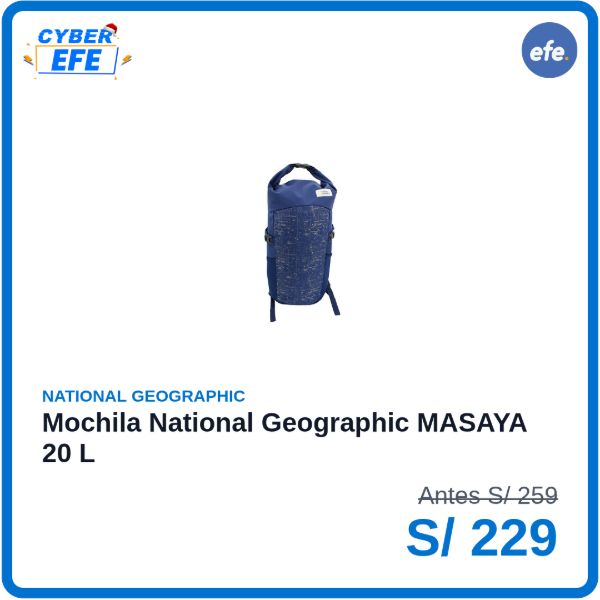 CYBER
EFE
efe.
NATIONAL GEOGRAPHIC
Mochila National Geographic MASAYA
20 L
Antes S/ 259
S/ 229